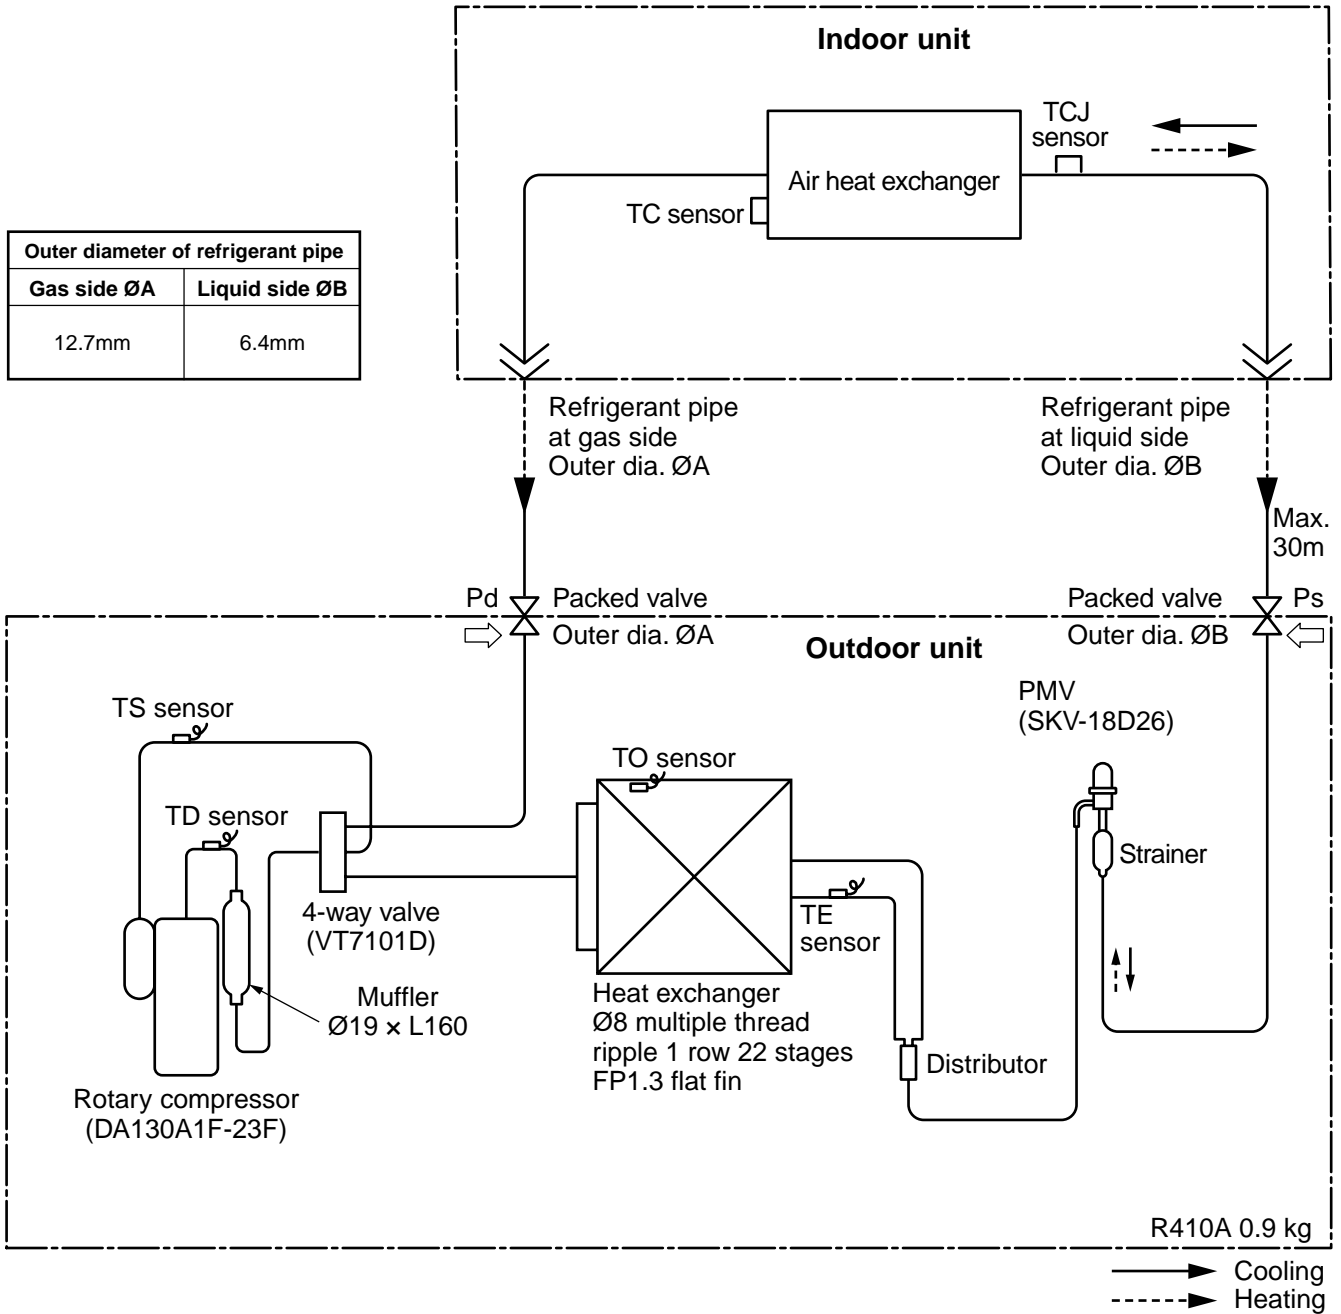 Indoor unit
TCJ
sensor
Air heat exchanger
TC sensor
Outer diameter of refrigerant pipe
Gas side ØA
Liquid side ØB
12.7mm
6.4mm
Refrigerant pipe
at gas side
Outer dia. ØA
Refrigerant pipe
at liquid side
Outer dia. ØB
Max.
30m
Pd
Packed valve
Outer dia. ØA
Packed valve
Outer dia. ØB
Ps
Outdoor unit
PMV
(SKV-18D26)
TS sensor
TO sensor
TD sensor
Strainer
4-way valve
(VT7101D)
TE
sensor
Muffler
Ø19 × L160
Heat exchanger
Ø8 multiple thread
ripple 1 row 22 stages
FP1.3 flat fin
Distributor
Rotary compressor
(DA130A1F-23F)
R410A 0.9 kg
Cooling
Heating